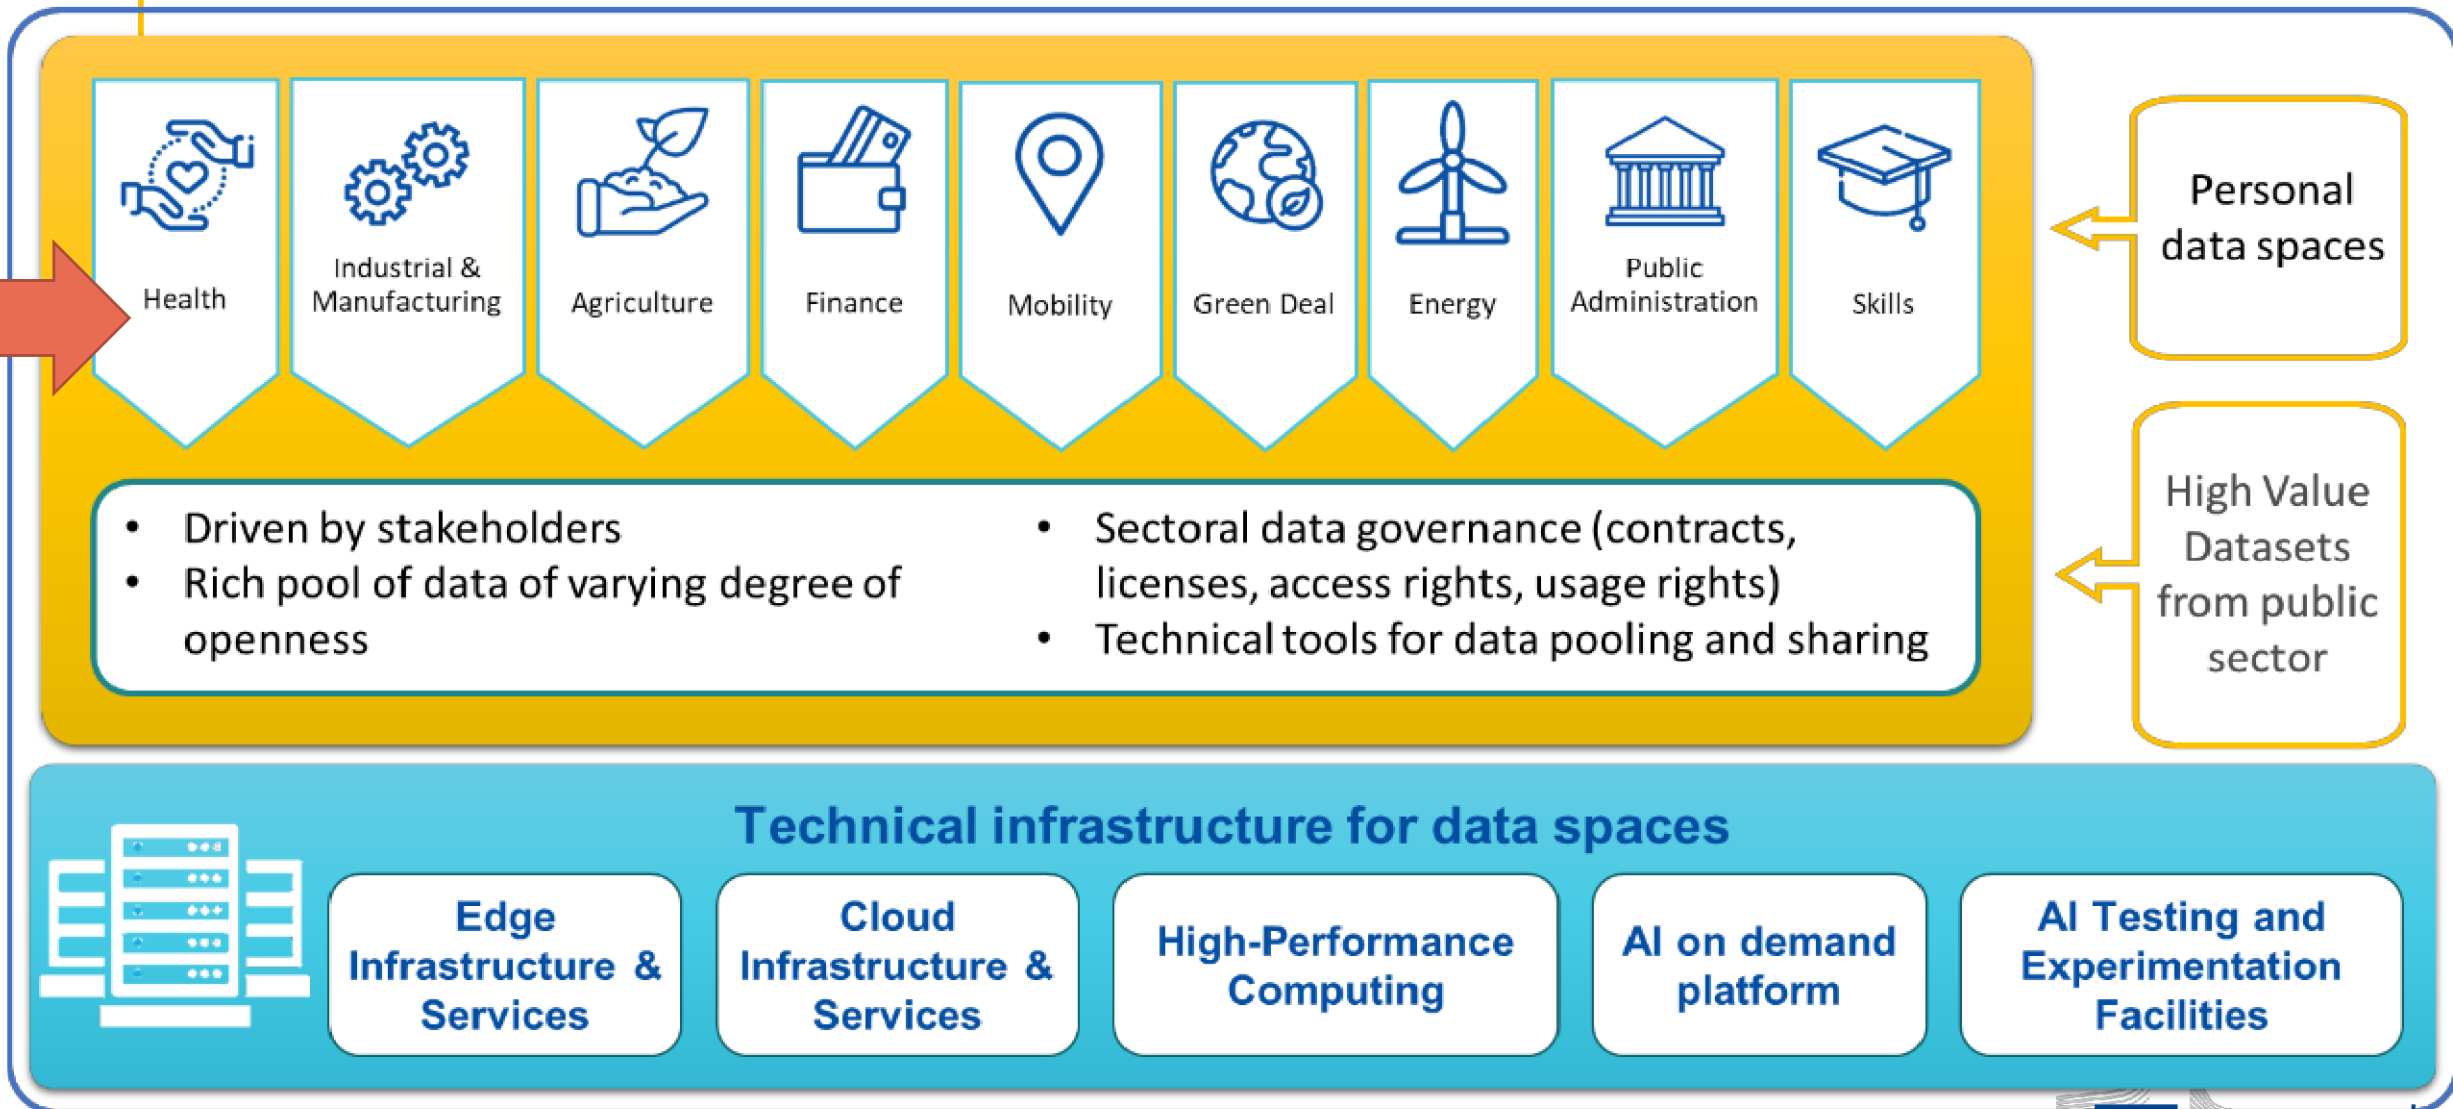 Health
Industrial &
Manufacturing
Agriculture
Finance
Mobility
Green Deal
Energy
Public
Administration
Skills
Personal
data spaces
• Driven by stakeholders
• Rich pool of data of varying degree of
openness
• Sectoral data governance (contracts,
licenses, access rights, usage rights)
• Technical tools for data pooling and sharing
High Value
Datasets
from public
sector
Technical infrastructure for data spaces
Edge
Infrastructure &
Services
Cloud
Infrastructure &
Services
High-Performance
Computing
AI on demand
platform
AI Testing and
Experimentation
Facilities